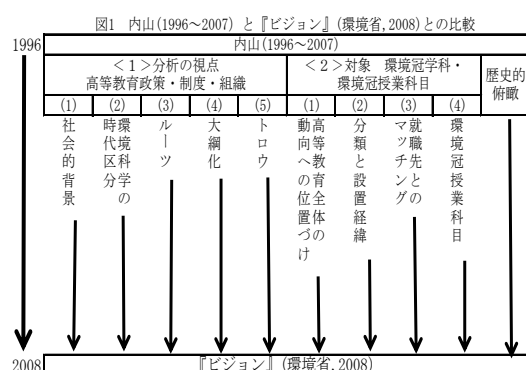 図1 内山(1996～2007) と『ビジョン』(環境省,2008)との比較
1996
内山(1996～2007)
＜1＞分析の視点
高等教育政策・制度・組織
＜2＞対象 環境冠学科・
環境冠授業科目
歴史的
俯瞰
(1)
(2)
(3)
(4)
(5)
(1)
(2)
(3)
(4)
社会的背景
環境科学の
時代区分
ルーツ
大綱化
トロウ
高等教育全体の
動向への位置づけ
分類と設置経緯
就職先との
マッチング
環境冠授業科目
2008
『ビジョン』(環境省,2008)